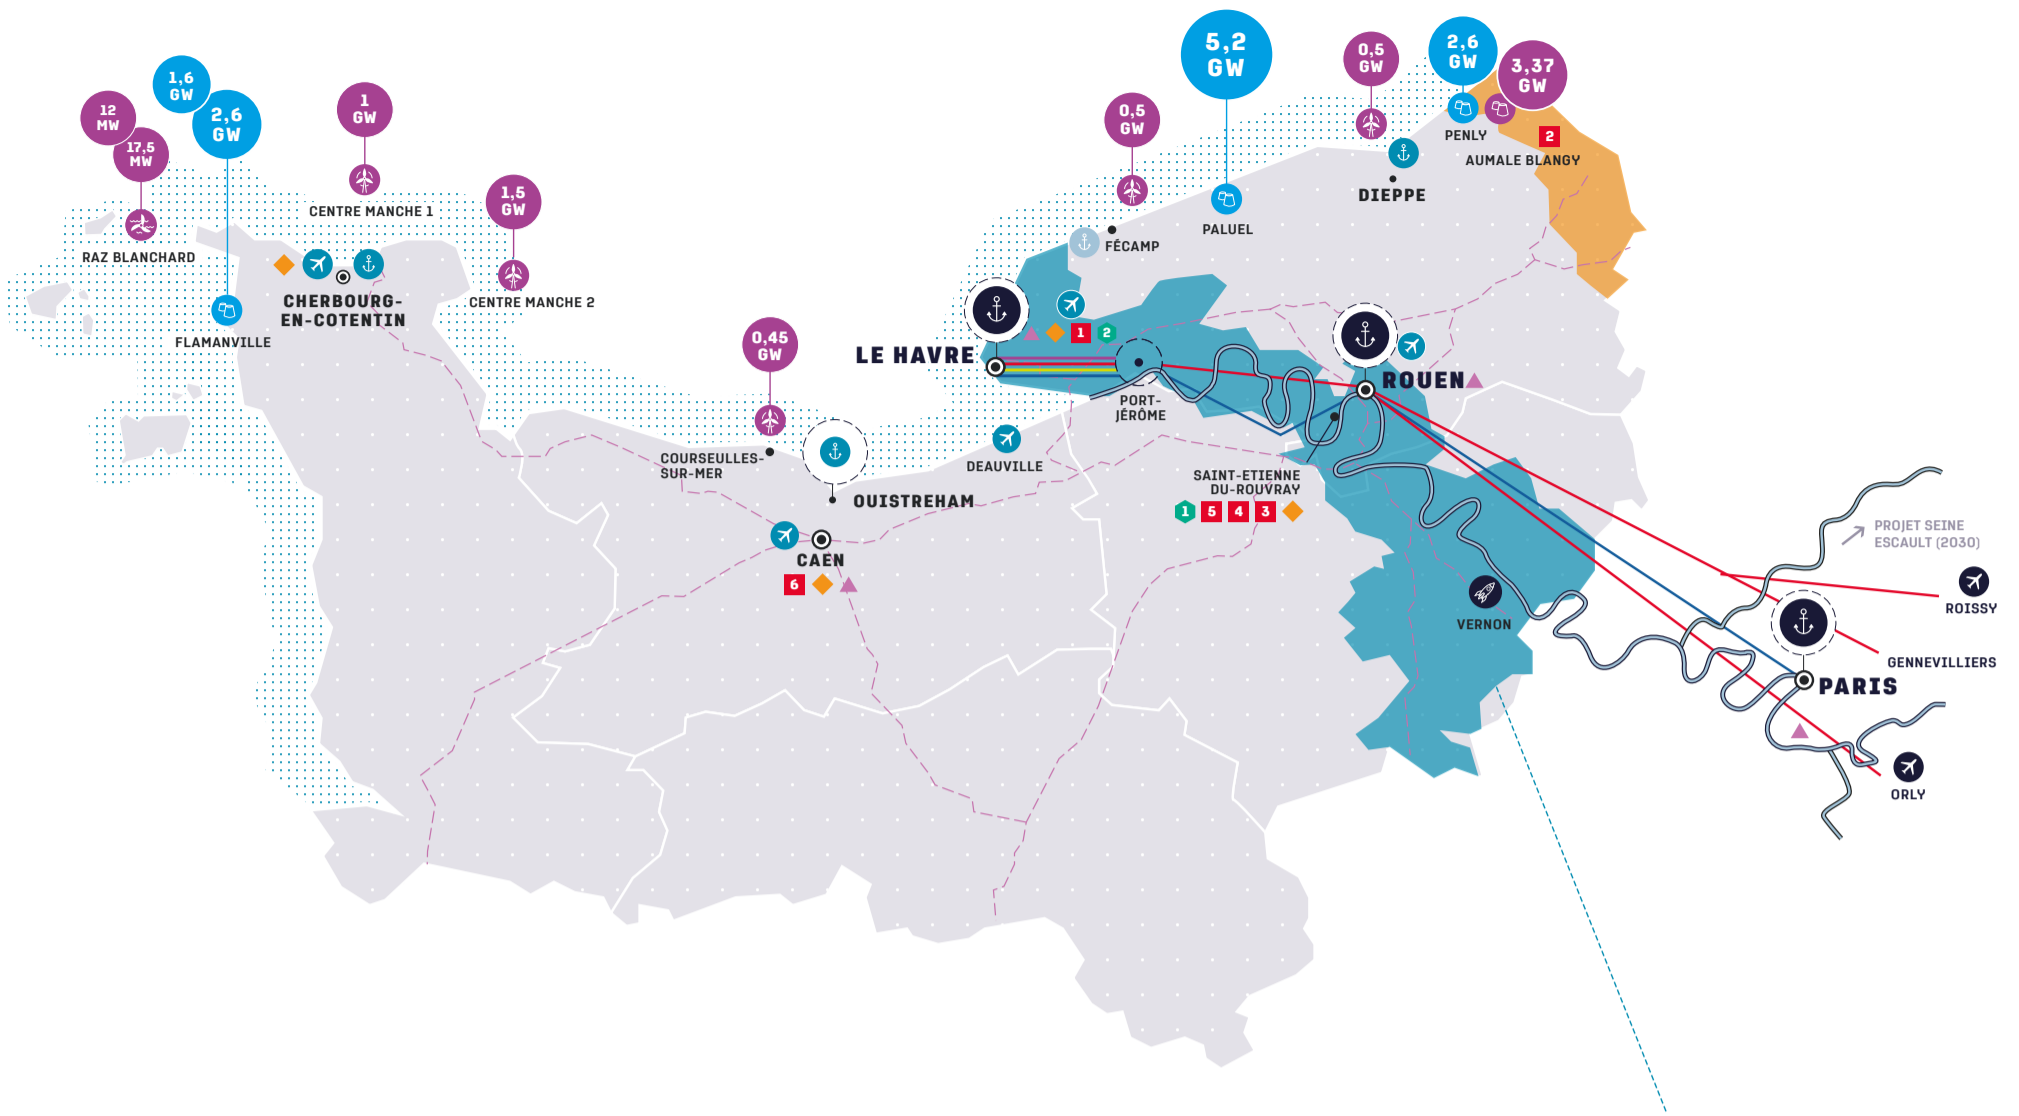 5,2
GW
2,6
GW
3,37
GW
0,5
GW
1,6
GW
2,6
GW
12
MW
17,5
MW
1
GW
0,5
GW
PENLY
2
AUMALE BLANGY
1,5
GW
DIEPPE
CENTRE MANCHE 1
PALUEL
FÉCAMP
RAZ BLANCHARD
CENTRE MANCHE 2
CHERBOURG-
EN-COTENTIN
FLAMANVILLE
0,45
GW
1
2
LE HAVRE
ROUEN
PORT-
JÉRÔME
COURSEULLES-
SUR-MER
DEAUVILLE
SAINT-ETIENNE
DU-ROUVRAY
1
5
4
3
OUISTREHAM
CAEN
6
PROJET SEINE
ESCAULT (2030)
ROISSY
VERNON
GENNEVILLIERS
PARIS
ORLY